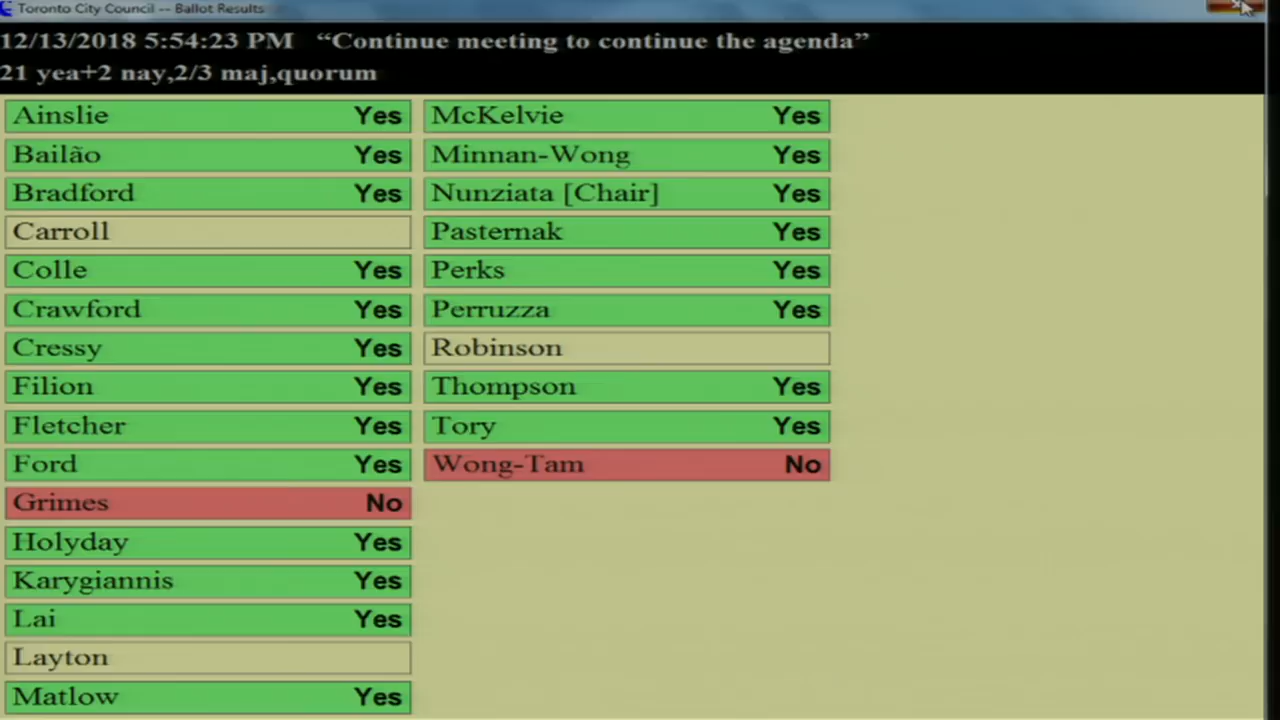 Toronto City Council -- Ballot Results
12/13/2018 5:54:23 PM “Continue meeting to continue the agenda”
21 yea+2 nay,2/3 maj,quorum
Ainslie Yes
Bailão Yes
Bradford Yes
Carroll
Colle Yes
Crawford Yes
Cressy Yes
Filion Yes
Fletcher Yes
Ford Yes
Grimes No
Holyday Yes
Karygiannis Yes
Lai Yes
Layton
Matlow Yes
McKelvie Yes
Minnan-Wong Yes
Nunziata [Chair] Yes
Pasternak Yes
Perks Yes
Perruzza Yes
Robinson
Thompson Yes
Tory Yes
Wong-Tam No